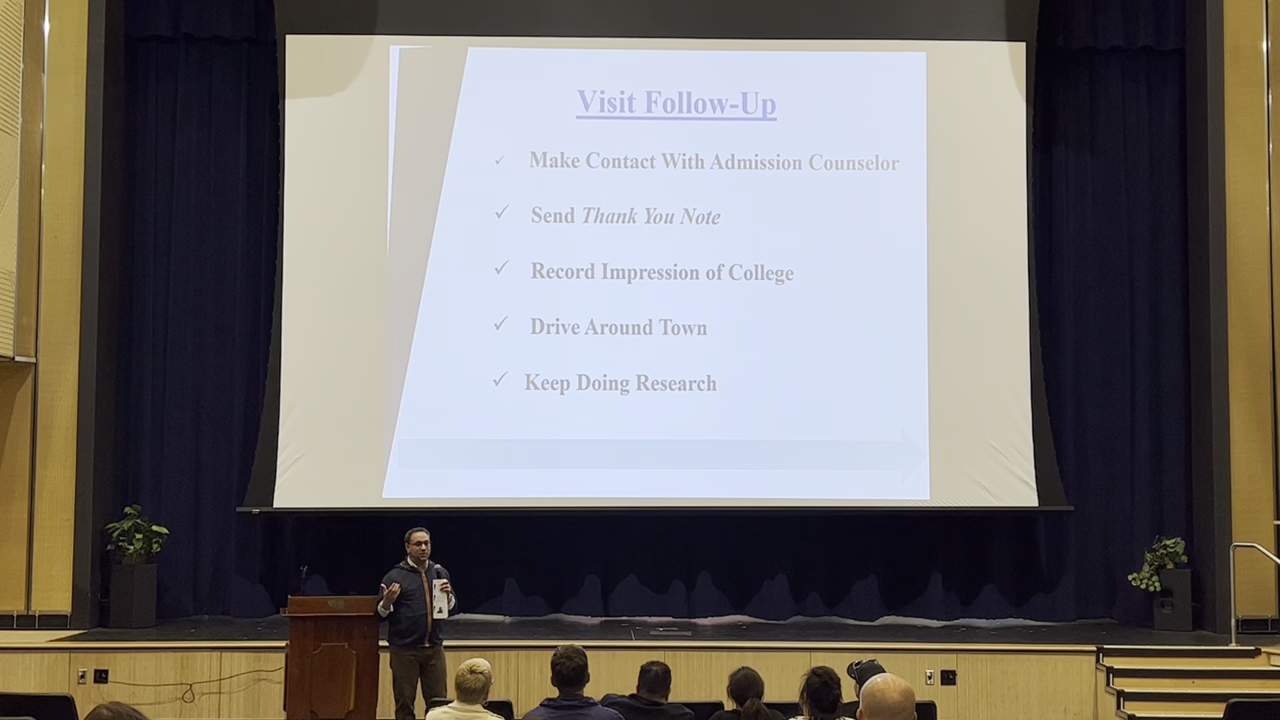 Visit Follow-Up
✓ Make Contact With Admission Counselor
✓ Send Thank You Note
✓ Record Impression of College
✓ Drive Around Town
✓ Keep Doing Research